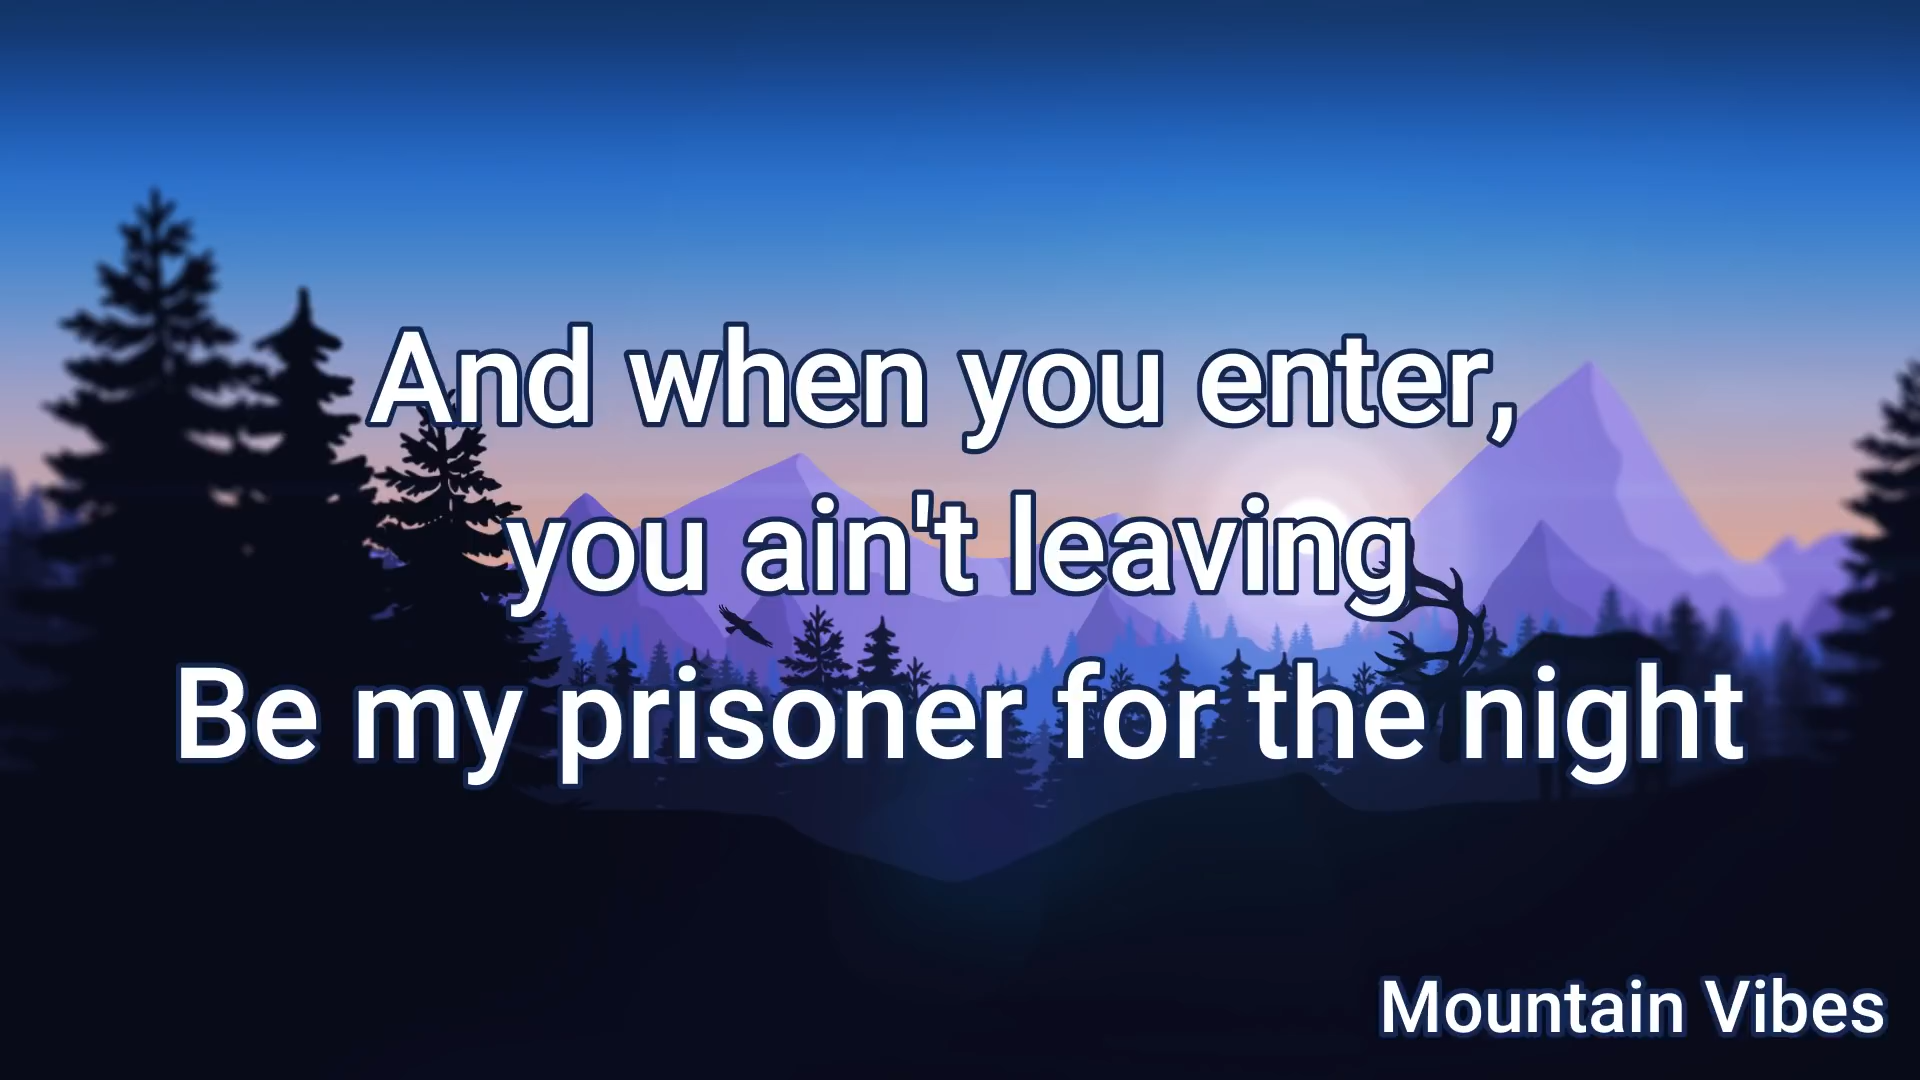 And when you enter,
you ain't leaving
Be my prisoner for the night
Mountain Vibes